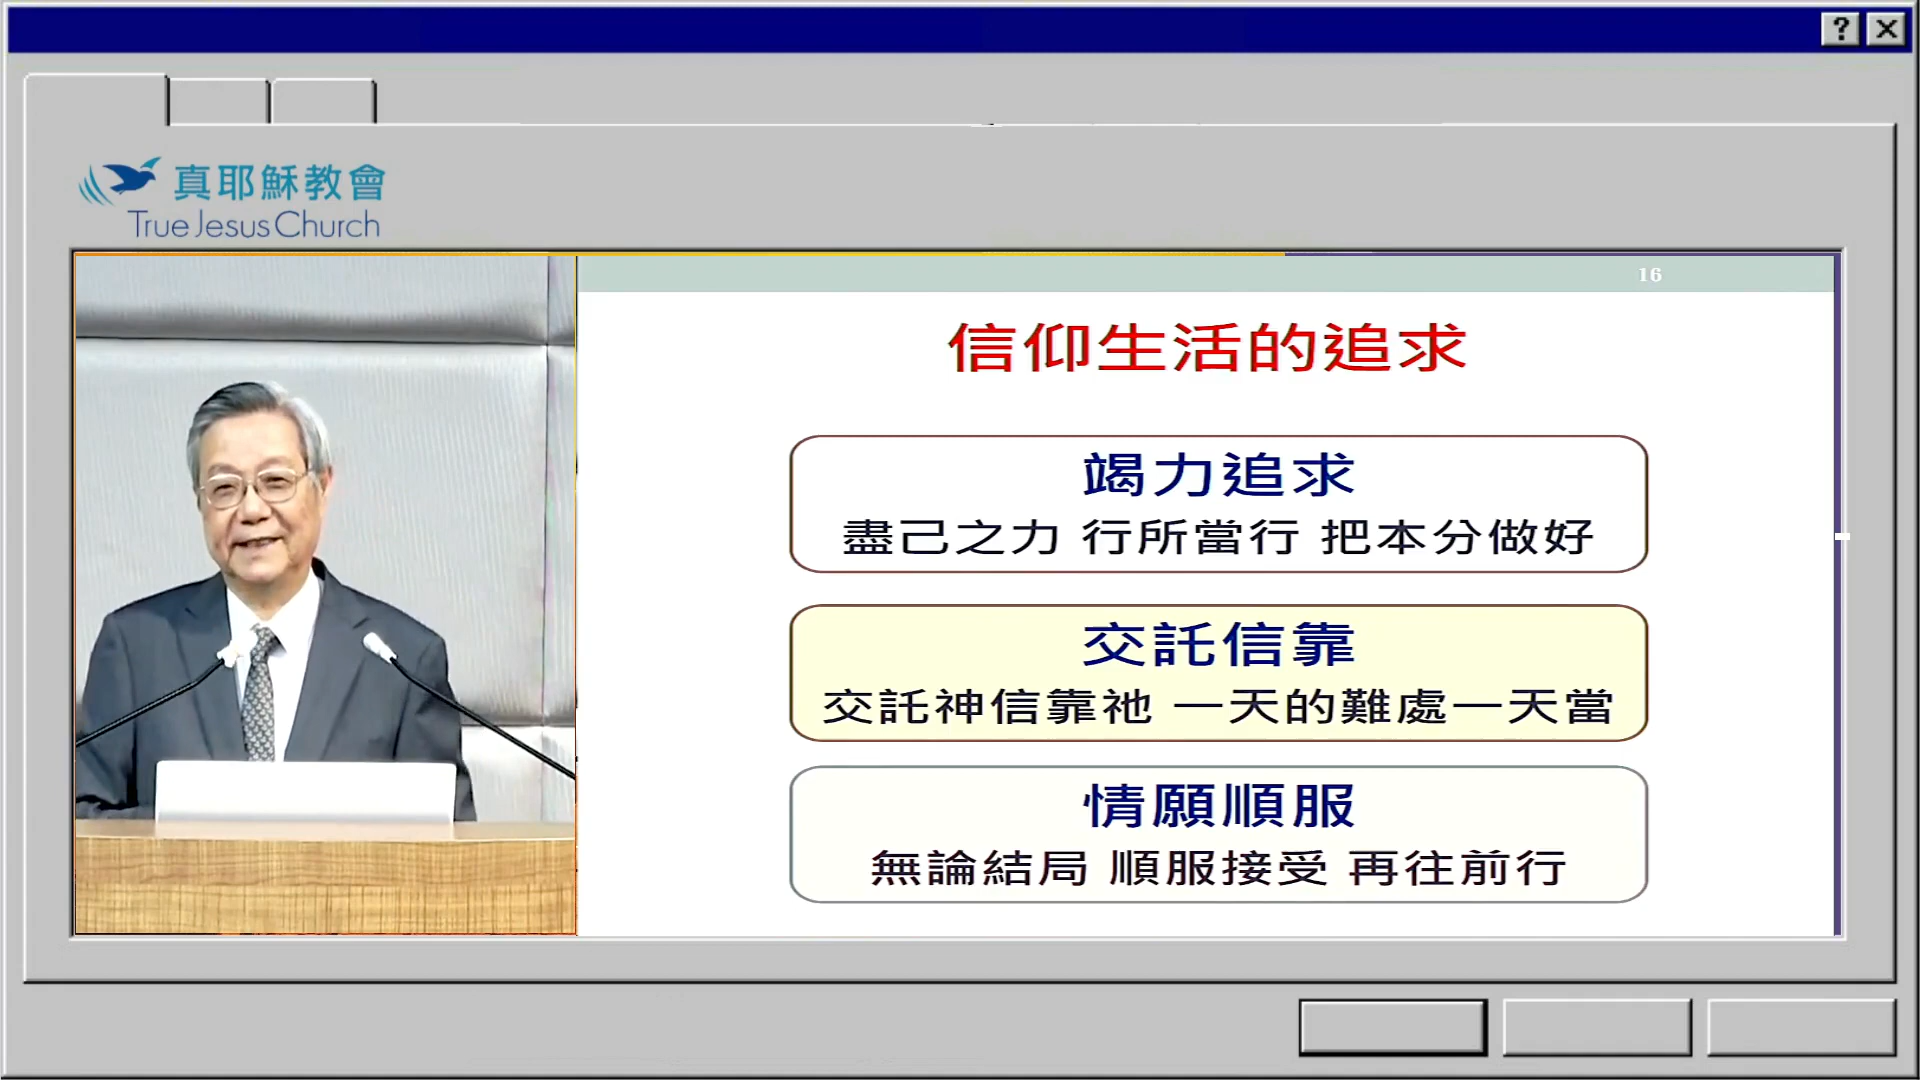 真耶穌教會
True Jesus Church
16
信仰生活的追求
竭力追求
盡己之力 行所當行 把本分做好
交託信靠
交託神信靠祂 一天的難處一天當
情願順服
無論結局 順服接受 再往前行